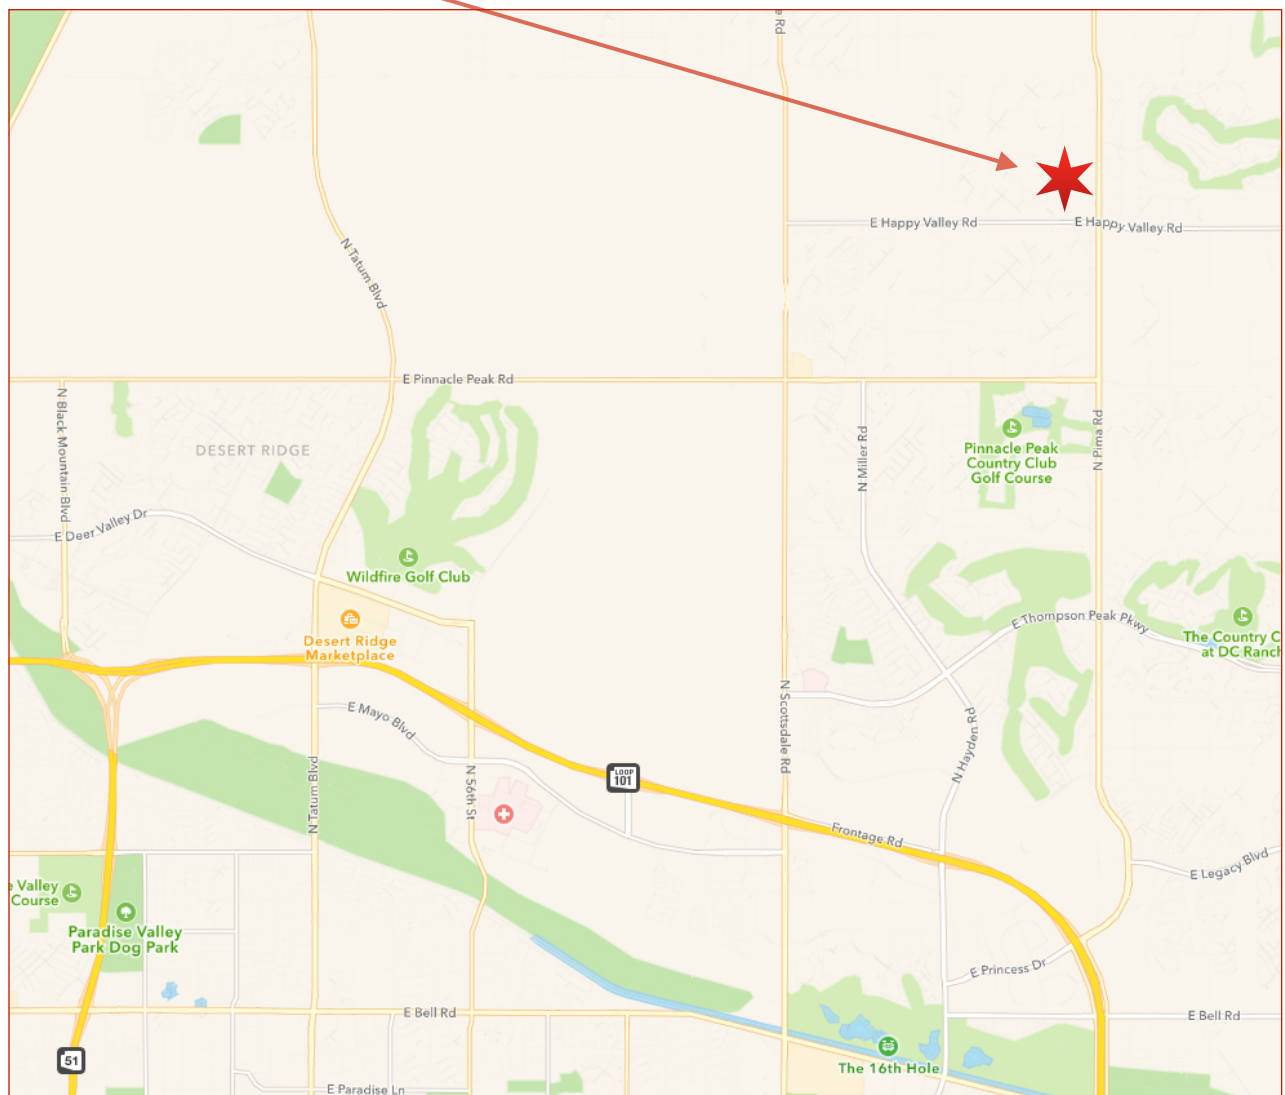 e Rd
E Happy Valley Rd
E Happy Valley Rd
N Tatum Blvd
E Pinnacle Peak Rd
N Black Mountain Blvd
DESERT RIDGE
N Miller Rd
N Pima Rd
Pinnacle Peak
Country Club
Golf Course
E Deer Valley Dr
Wildfire Golf Club
Desert Ridge
Marketplace
E Thompson Peak Pkwy
The Country C
at DC Ranch
E Mayo Blvd
N Scottsdale Rd
N Hayden Rd
N Tatum Blvd
N 56th St
LOOP
101
Frontage Rd
E Legacy Blvd
e Valley
Course
Paradise Valley
Park Dog Park
E Princess Dr
E Bell Rd
E Bell Rd
51
The 16th Hole
E Paradise Ln